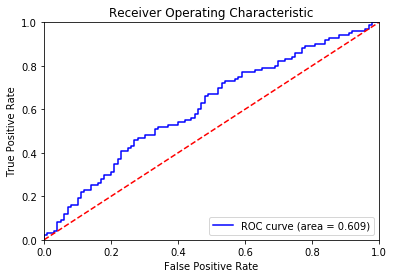 Receiver Operating Characteristic
1.0
0.8
0.6
0.4
0.2
0.0
True Positive Rate
ROC curve (area = 0.609)
0.0 0.2 0.4 0.6 0.8 1.0
False Positive Rate